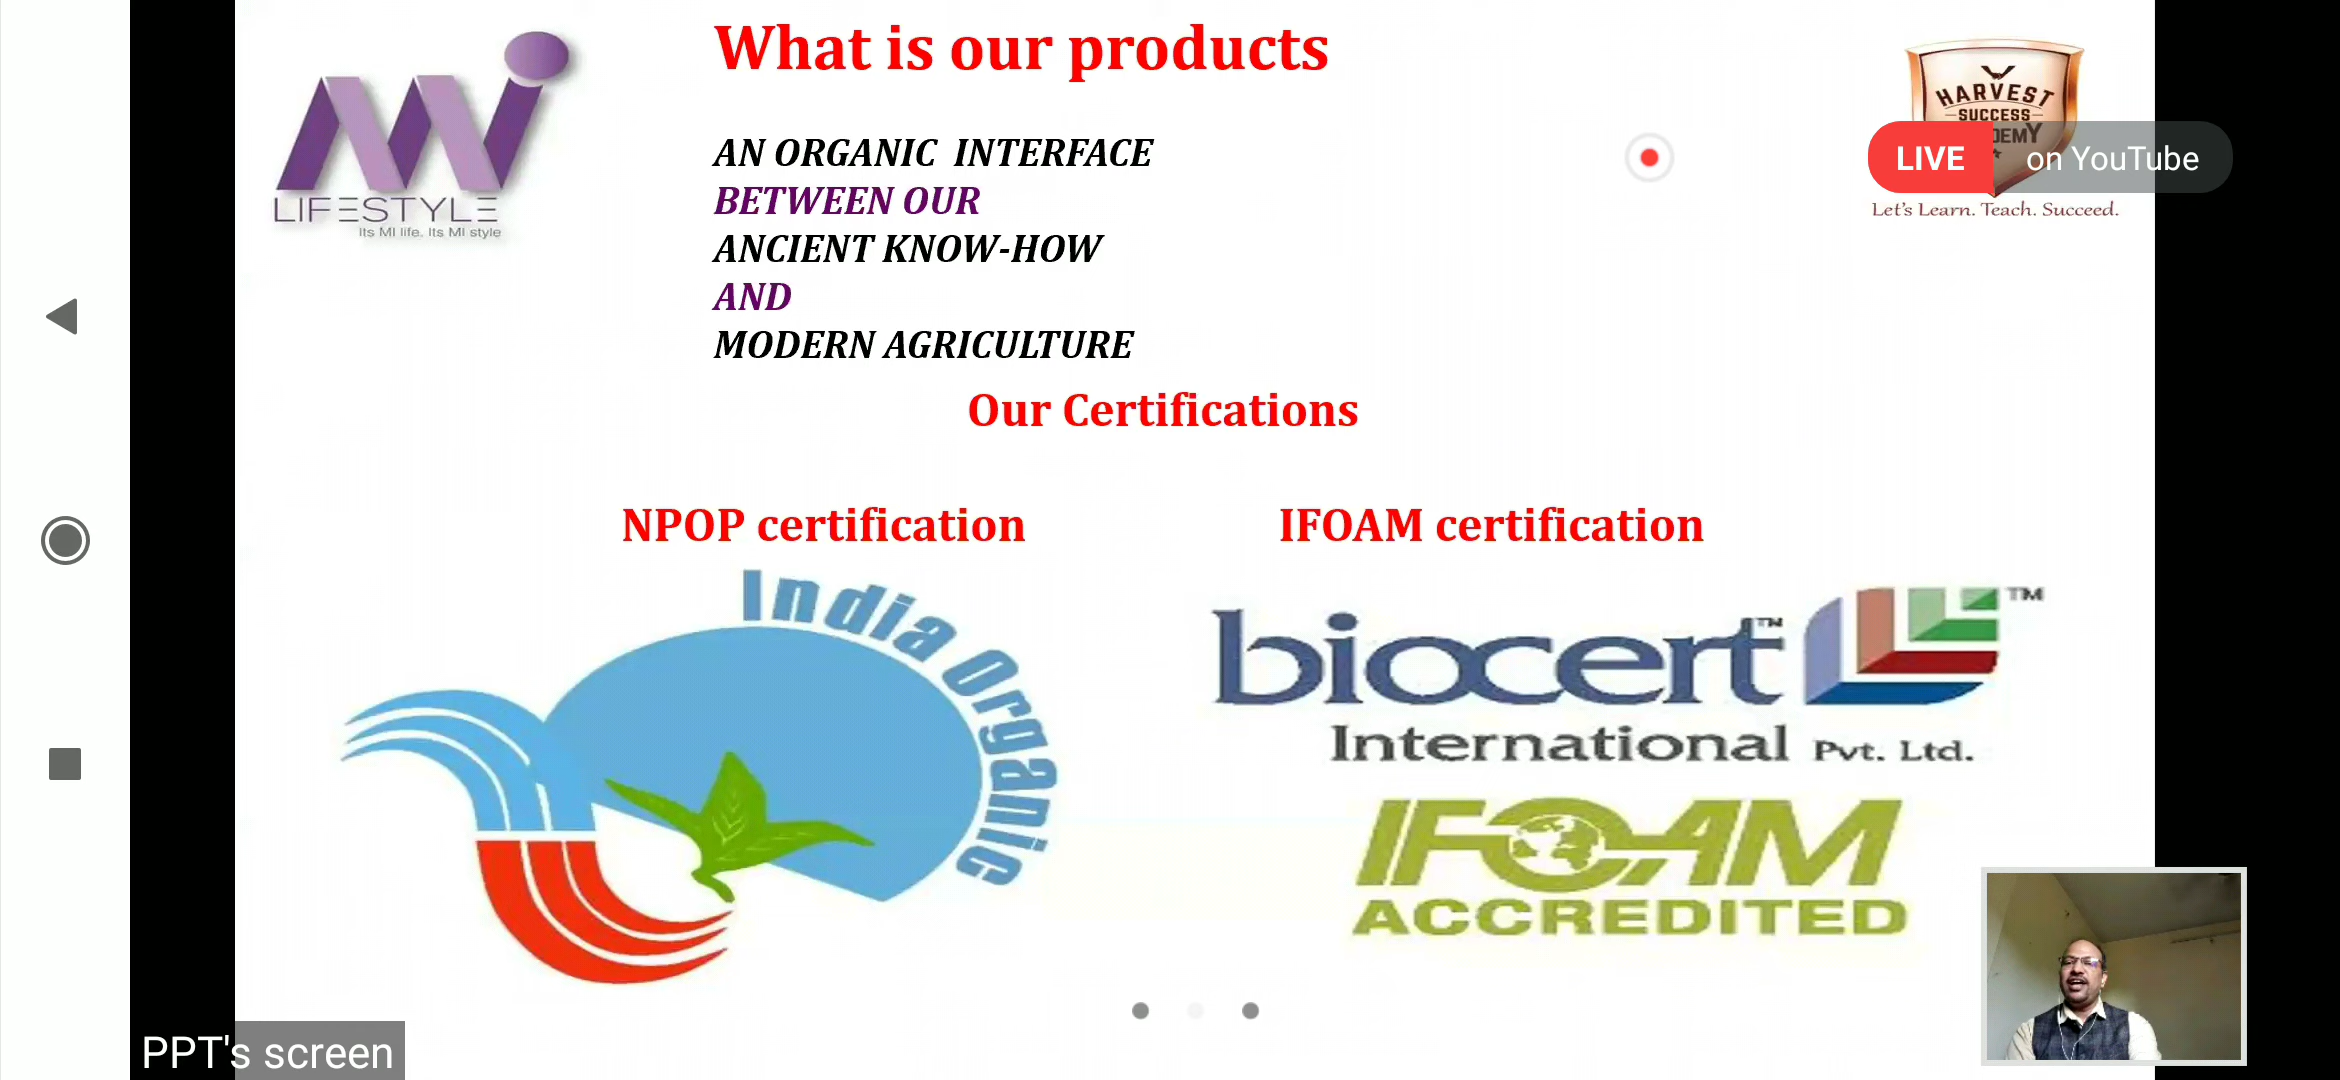 What is our products
AN ORGANIC INTERFACE
BETWEEN OUR
ANCIENT KNOW-HOW
AND
MODERN AGRICULTURE
LIFESTYLE
Its MI life. Its MI style
HARVEST
SUCCESS
LIVE on YouTube
Let's Learn. Teach. Succeed.
Our Certifications
NPOP certification
IFOAM certification
India Organic
biocert™ ™
International Pvt. Ltd.
IFOAM
ACCREDITED
PPT's screen